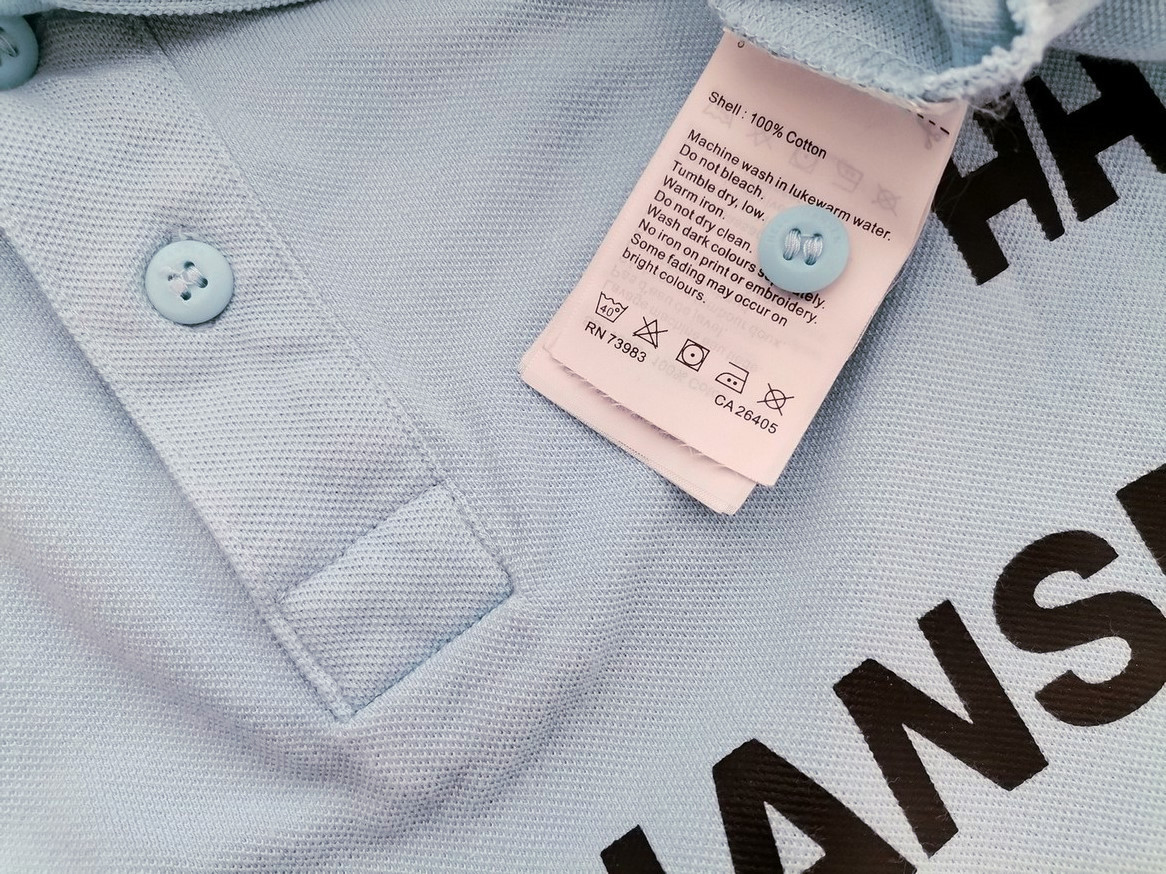 Shell : 100% Cotton
Machine wash in lukewarm water.
Do not bleach.
Tumble dry, low.
Warm iron.
Do not dry clean.
Wash dark colours separately.
No iron on print or embroidery.
Some fading may occur on
bright colours.
40°
RN 73983
CA 26405
HH
ANS